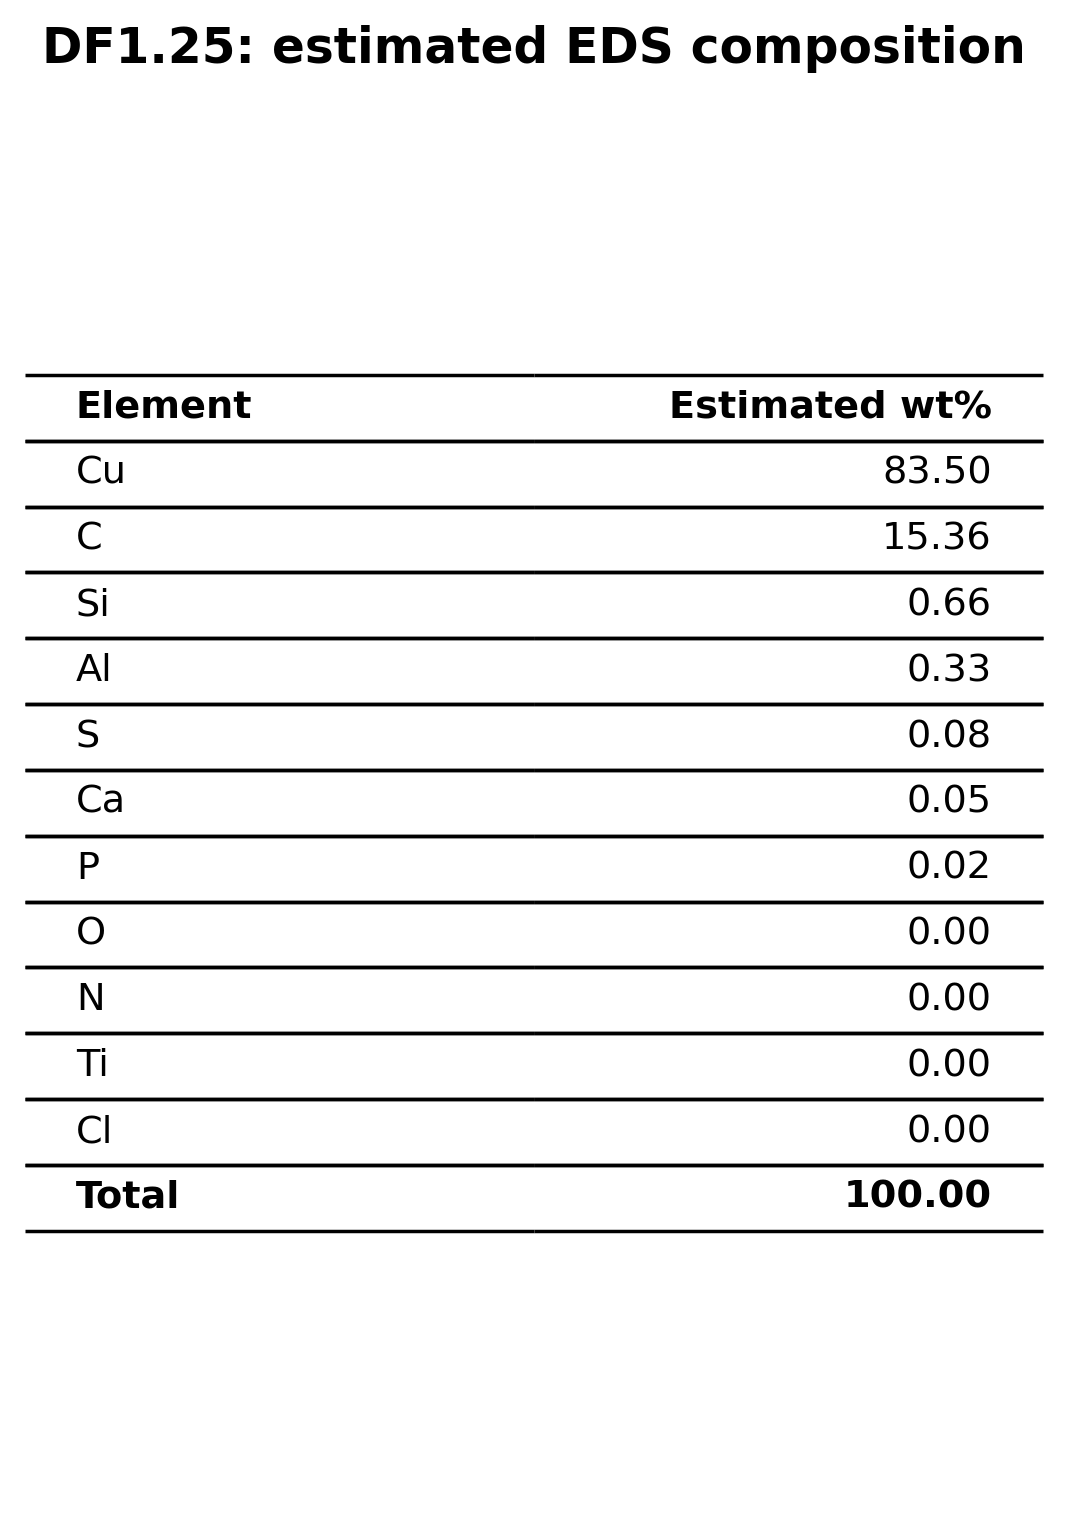 DF1.25: estimated EDS composition
Element Estimated wt%
Cu 83.50
C 15.36
Si 0.66
Al 0.33
S 0.08
Ca 0.05
P 0.02
O 0.00
N 0.00
Ti 0.00
Cl 0.00
Total 100.00